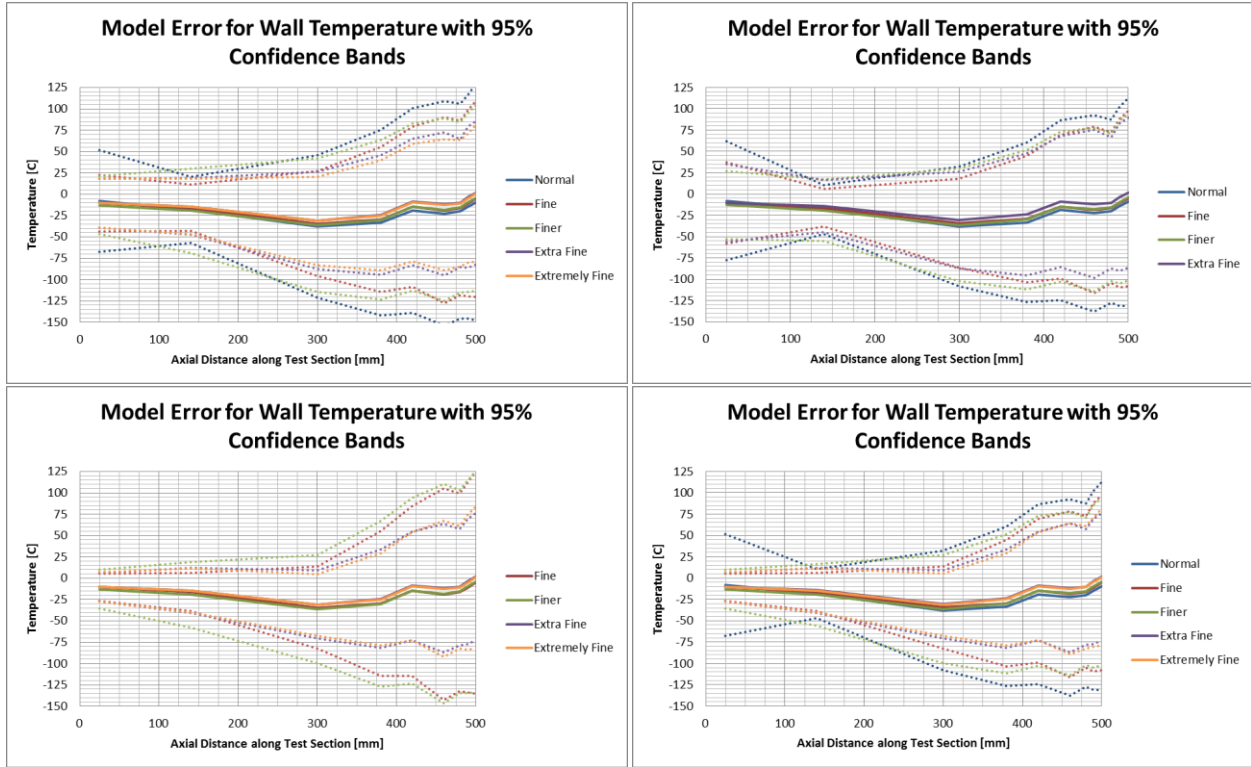 Model Error for Wall Temperature with 95%
Confidence Bands
125
100
75
50
25
0
-25
-50
-75
-100
-125
-150
Temperature [C]
0
100
200
300
400
500
Axial Distance along Test Section [mm]
Normal
Fine
Finer
Extra Fine
Extremely Fine
Model Error for Wall Temperature with 95%
Confidence Bands
125
100
75
50
25
0
-25
-50
-75
-100
-125
-150
Temperature [C]
0
100
200
300
400
500
Axial Distance along Test Section [mm]
Normal
Fine
Finer
Extra Fine
Model Error for Wall Temperature with 95%
Confidence Bands
125
100
75
50
25
0
-25
-50
-75
-100
-125
-150
Temperature [C]
0
100
200
300
400
500
Axial Distance along Test Section [mm]
Fine
Finer
Extra Fine
Extremely Fine
Model Error for Wall Temperature with 95%
Confidence Bands
125
100
75
50
25
0
-25
-50
-75
-100
-125
-150
Temperature [C]
0
100
200
300
400
500
Axial Distance along Test Section [mm]
Normal
Fine
Finer
Extra Fine
Extremely Fine